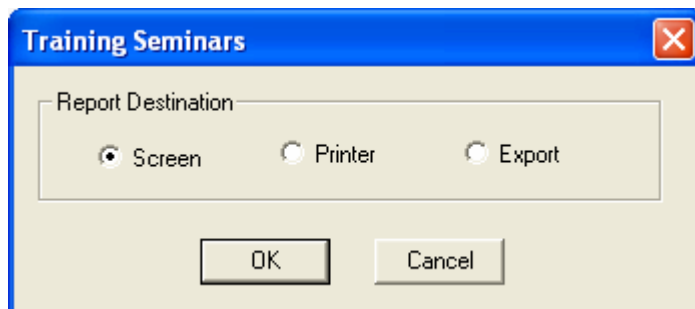 Training Seminars
Report Destination
Screen Printer Export
OK Cancel